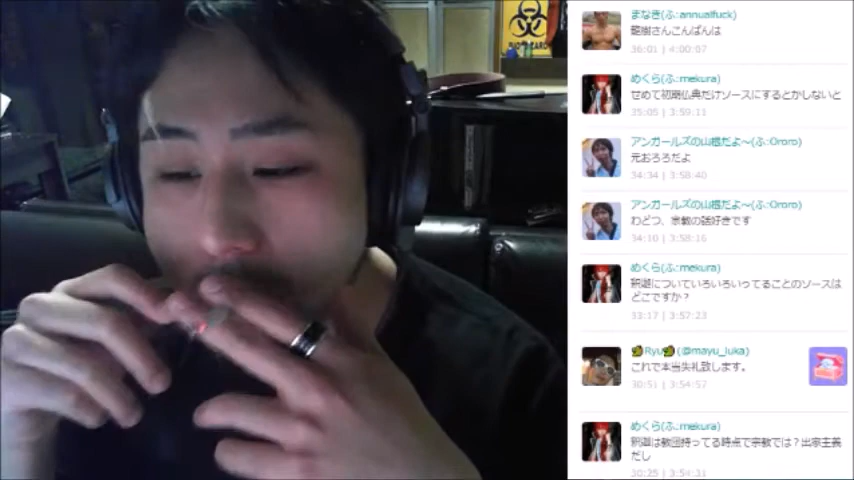 BIOHAZARD
まなき(ふ:annualfuck)
龍樹さんこんばんは
36:01 | 4:00:07
めくら(ふ:mekura)
せめて初期仏典だけソースにするとかしないと
35:05 | 3:59:11
アンガールズの山根だよ～(ふ:Ororo)
元おろろだよ
34:34 | 3:58:40
アンガールズの山根だよ～(ふ:Ororo)
わどつ、宗教の話好きです
34:10 | 3:58:16
めくら(ふ:mekura)
釈迦についていろいろいってることのソースは
どこですか？
33:17 | 3:57:23
Ryu (@mayu_luka)
これで本当失礼致します。
30:51 | 3:54:57
めくら(ふ:mekura)
釈迦は教団持ってる時点で宗教では？出家主義
だし
30:25 | 3:54:31